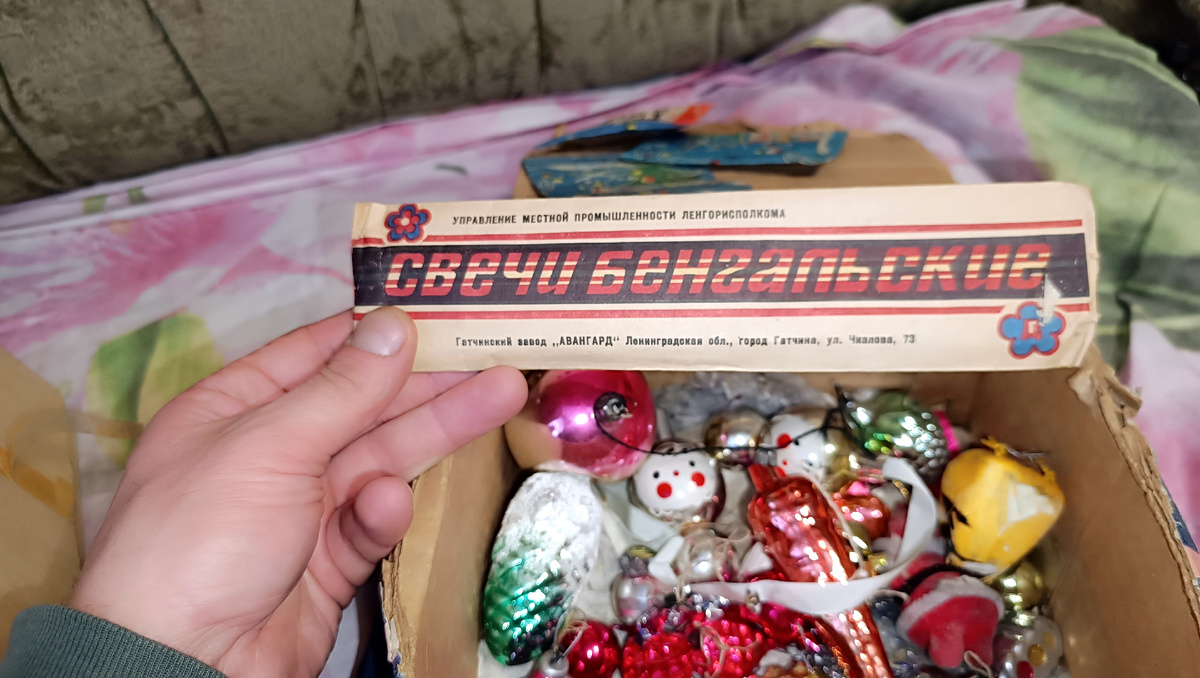 УПРАВЛЕНИЕ МЕСТНОЙ ПРОМЫШЛЕННОСТИ ЛЕНГОРИСПОЛКОМА
СВЕЧИ БЕНГАЛЬСКИЕ
Гатчинский завод „АВАНГАРД“ Ленинградская обл., город Гатчина, ул. Чкалова, 73